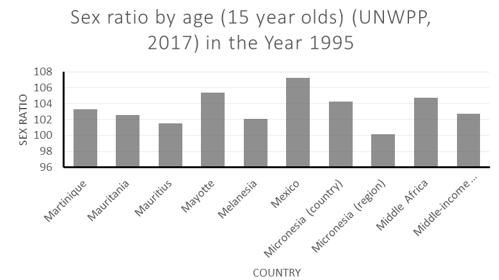 Sex ratio by age (15 year olds) (UNWPP,
2017) in the Year 1995
108
106
104
102
100
98
96
SEX RATIO
Martinique
Mauritania
Mauritius
Mayotte
Melanesia
Mexico
Micronesia (country)
Micronesia (region)
Middle Africa
Middle-income...
COUNTRY